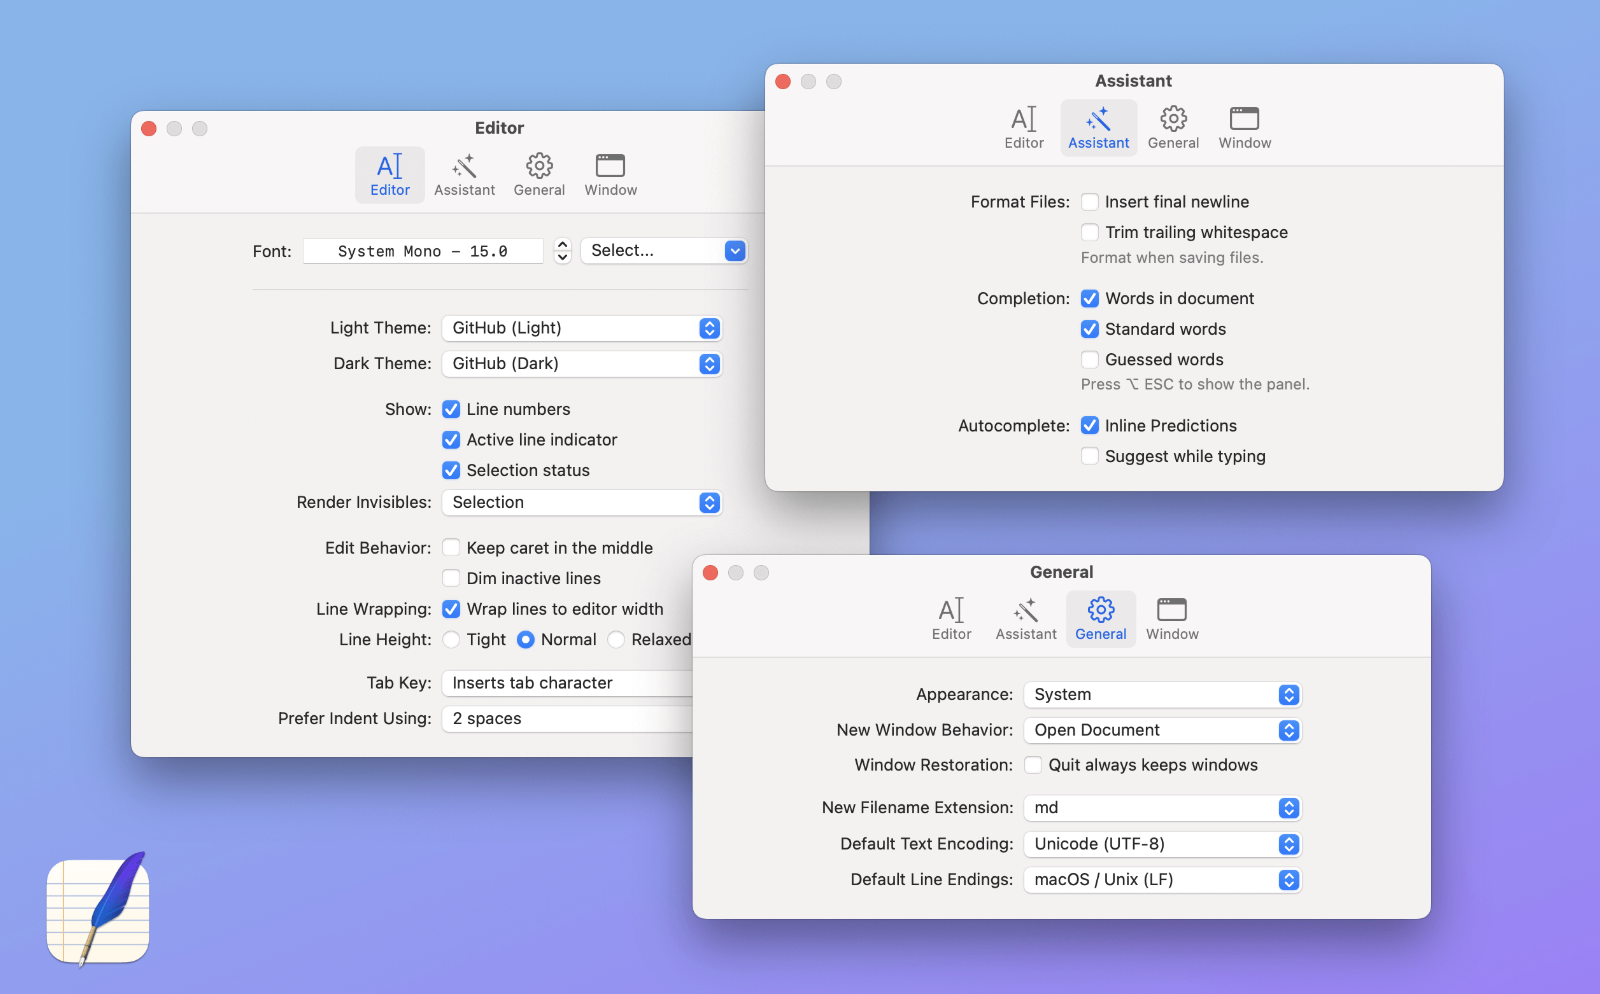 Editor
AI Editor
Assistant
General
Window
Font: System Mono – 15.0 Select...
Light Theme: GitHub (Light)
Dark Theme: GitHub (Dark)
Show: Line numbers
Active line indicator
Selection status
Render Invisibles: Selection
Edit Behavior: Keep caret in the middle
Dim inactive lines
Line Wrapping: Wrap lines to editor width
Line Height: Tight Normal Relaxed
Tab Key: Inserts tab character
Prefer Indent Using: 2 spaces
Assistant
AI Editor
Assistant
General
Window
Format Files: Insert final newline
Trim trailing whitespace
Format when saving files.
Completion: Words in document
Standard words
Guessed words
Press ⌥ ESC to show the panel.
Autocomplete: Inline Predictions
Suggest while typing
General
AI Editor
Assistant
General
Window
Appearance: System
New Window Behavior: Open Document
Window Restoration: Quit always keeps windows
New Filename Extension: md
Default Text Encoding: Unicode (UTF-8)
Default Line Endings: macOS / Unix (LF)